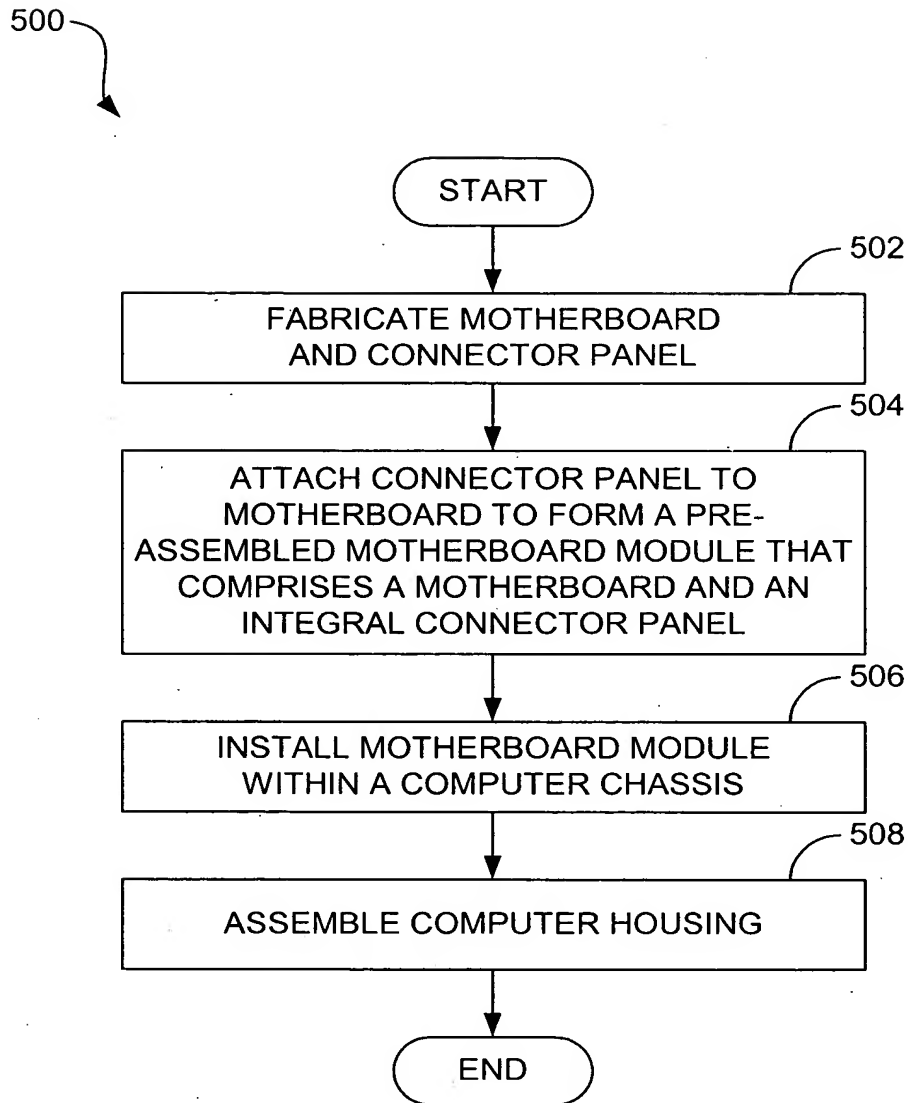 500
START
502
FABRICATE MOTHERBOARD
AND CONNECTOR PANEL
504
ATTACH CONNECTOR PANEL TO
MOTHERBOARD TO FORM A PRE-
ASSEMBLED MOTHERBOARD MODULE THAT
COMPRISES A MOTHERBOARD AND AN
INTEGRAL CONNECTOR PANEL
506
INSTALL MOTHERBOARD MODULE
WITHIN A COMPUTER CHASSIS
508
ASSEMBLE COMPUTER HOUSING
END